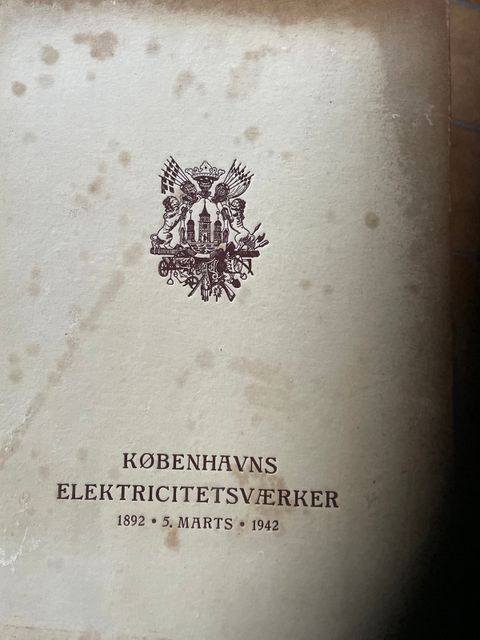 KØBENHAVNS
ELEKTRICITETSVÆRKER
1892 • 5. MARTS • 1942